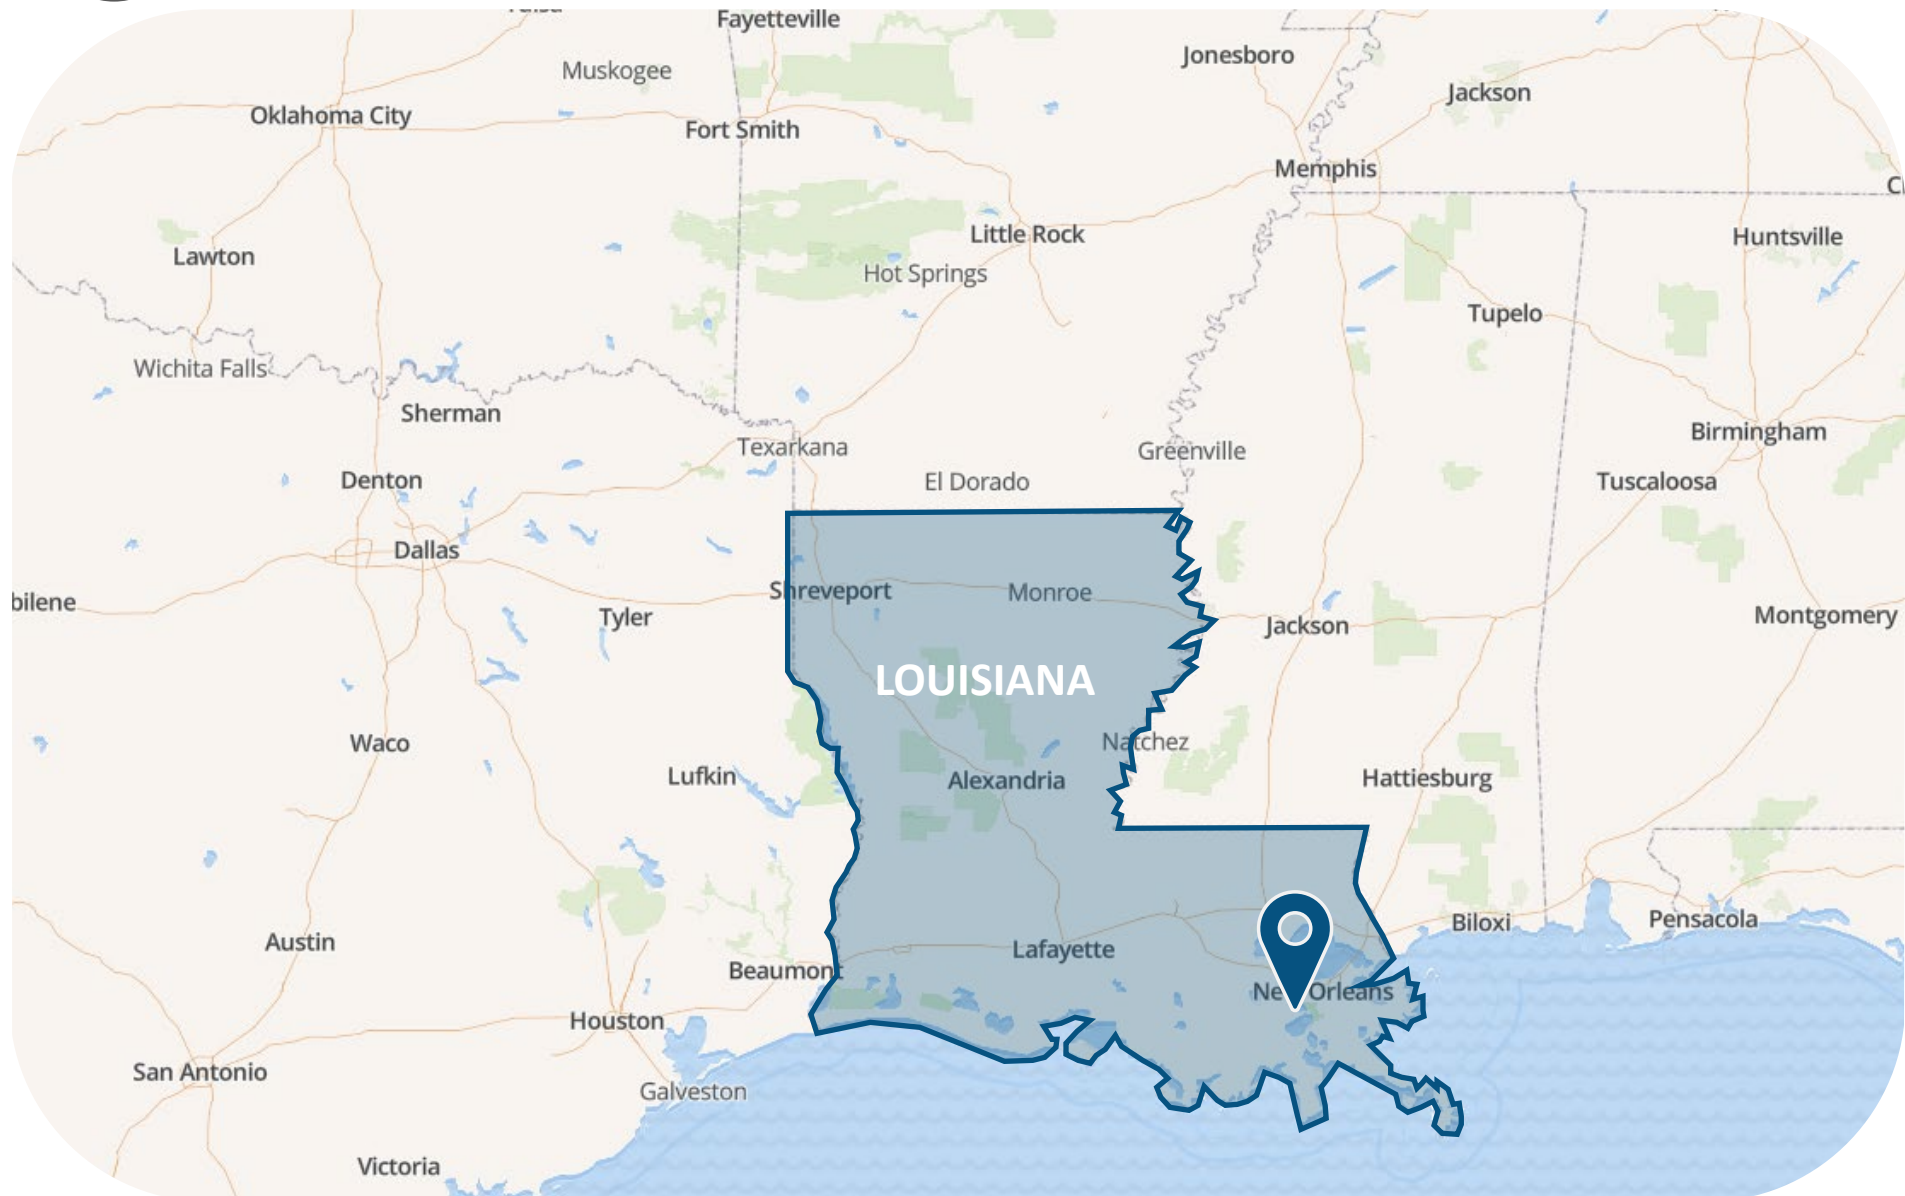 Fayetteville
Jonesboro
Muskogee
Jackson
Oklahoma City
Fort Smith
Memphis
Little Rock
Huntsville
Lawton
Hot Springs
Tupelo
Wichita Falls
Sherman
Birmingham
Texarkana
Greenville
Denton
El Dorado
Tuscaloosa
Dallas
Shreveport
Monroe
bilene
Tyler
Jackson
Montgomery
LOUISIANA
Waco
Natchez
Lufkin
Alexandria
Hattiesburg
Biloxi
Pensacola
Austin
Lafayette
Beaumont
New Orleans
Houston
San Antonio
Galveston
Victoria